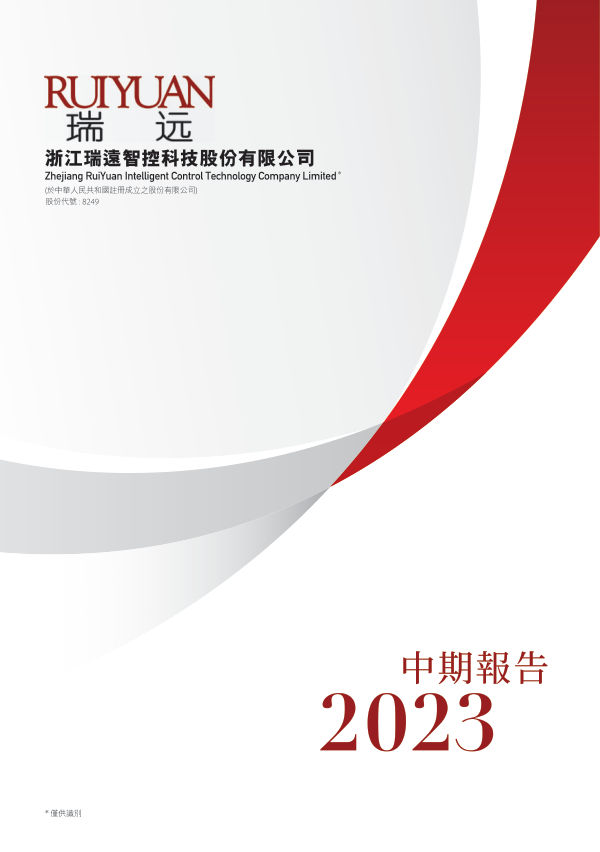 RUIYUAN
瑞 远
浙江瑞遠智控科技股份有限公司
Zhejiang RuiYuan Intelligent Control Technology Company Limited*
(於中華人民共和國註冊成立之股份有限公司)
股份代號 : 8249
中期報告
2023
* 僅供識別